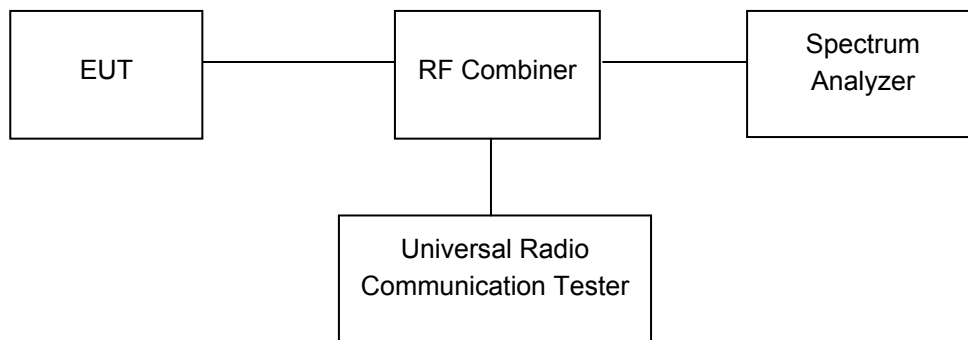 EUT
RF Combiner
Spectrum
Analyzer
Universal Radio
Communication Tester